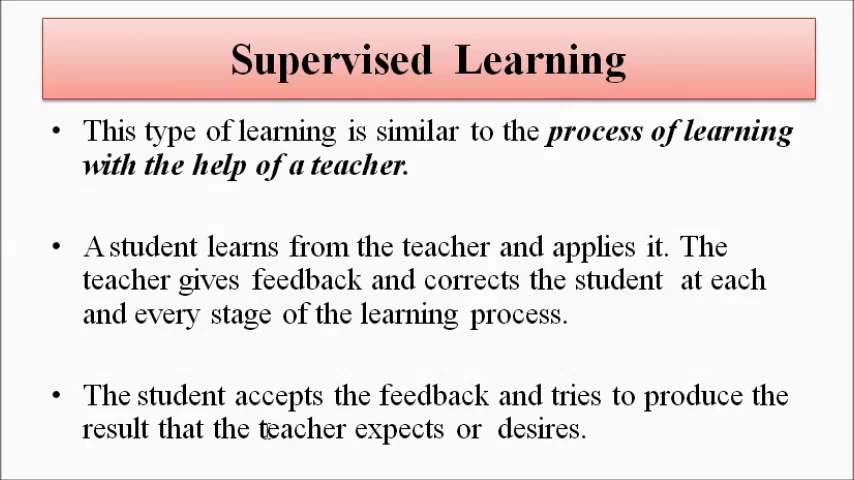 Supervised Learning
• This type of learning is similar to the process of learning
with the help of a teacher.
• A student learns from the teacher and applies it. The
teacher gives feedback and corrects the student at each
and every stage of the learning process.
• The student accepts the feedback and tries to produce the
result that the teacher expects or desires.